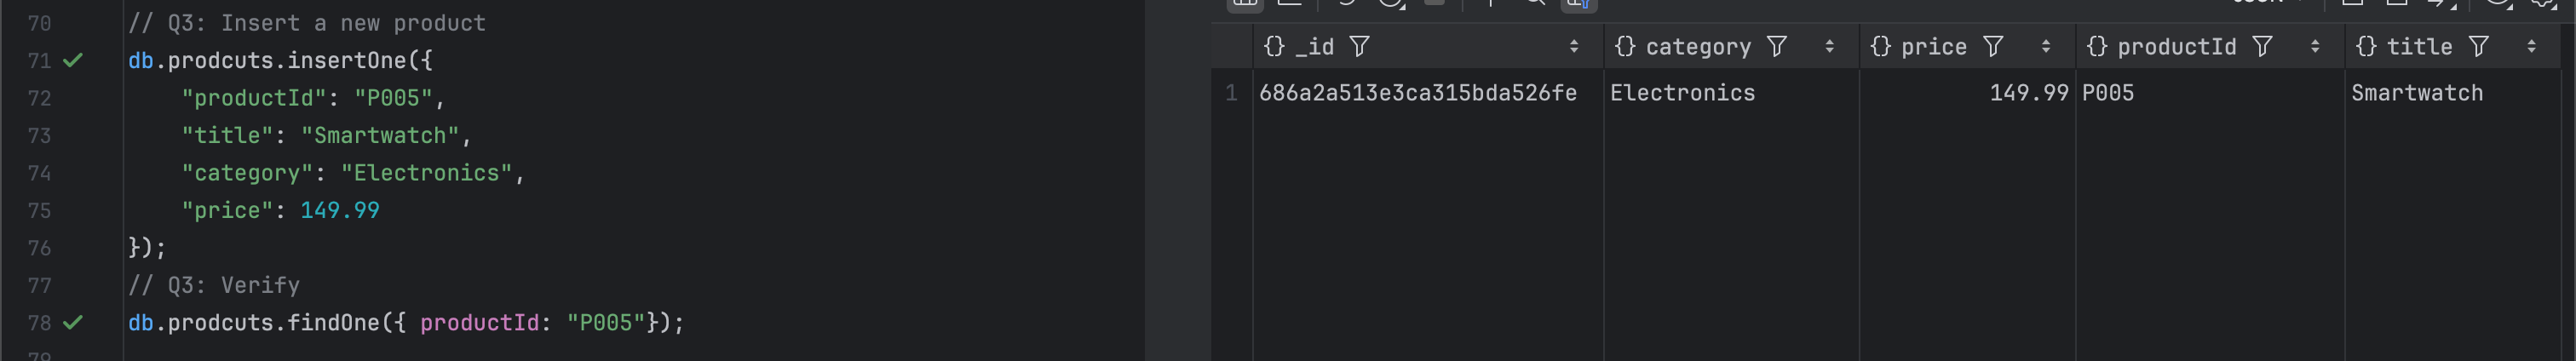 70 // Q3: Insert a new product
71 db.prodcuts.insertOne({
72 "productId": "P005",
73 "title": "Smartwatch",
74 "category": "Electronics",
75 "price": 149.99
76 });
77 // Q3: Verify
78 db.prodcuts.findOne({ productId: "P005"});
79
{} _id {} category {} price {} productId {} title
1 686a2a513e3ca315bda526fe Electronics 149.99 P005 Smartwatch